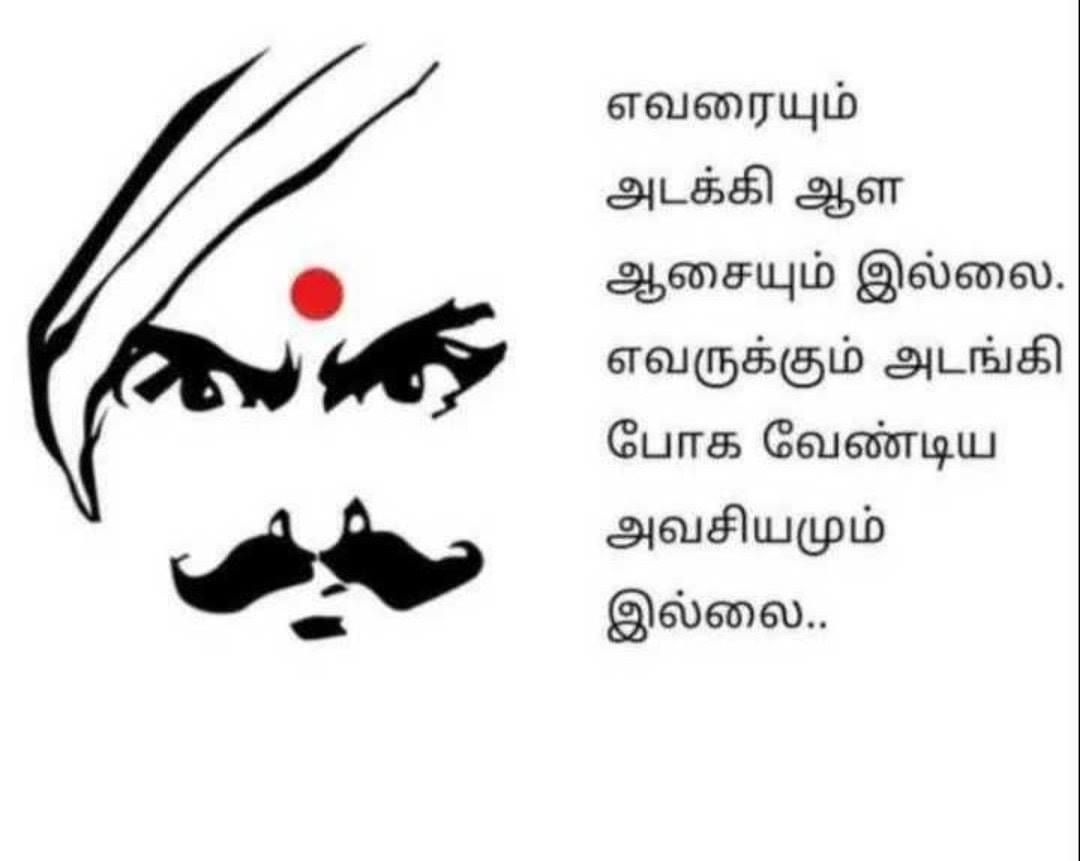 எவரையும்
அடக்கி ஆள
ஆசையும் இல்லை.
எவருக்கும் அடங்கி
போக வேண்டிய
அவசியமும்
இல்லை..